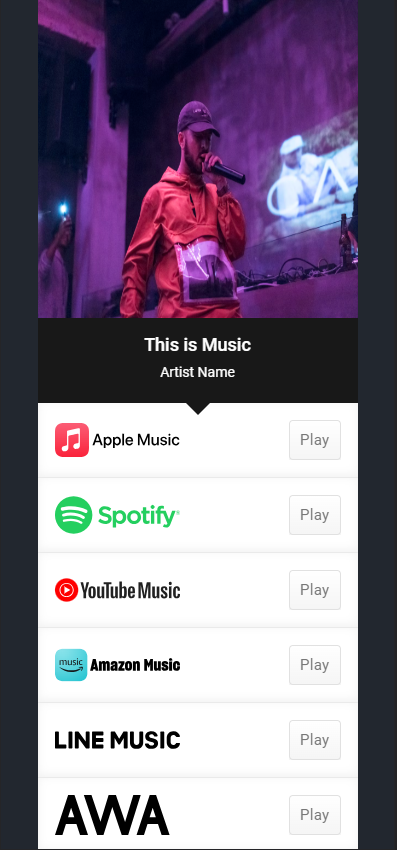 This is Music
Artist Name
Apple Music
Play
Spotify
Play
YouTube Music
Play
music
Amazon Music
Play
LINE MUSIC
Play
AWA
Play